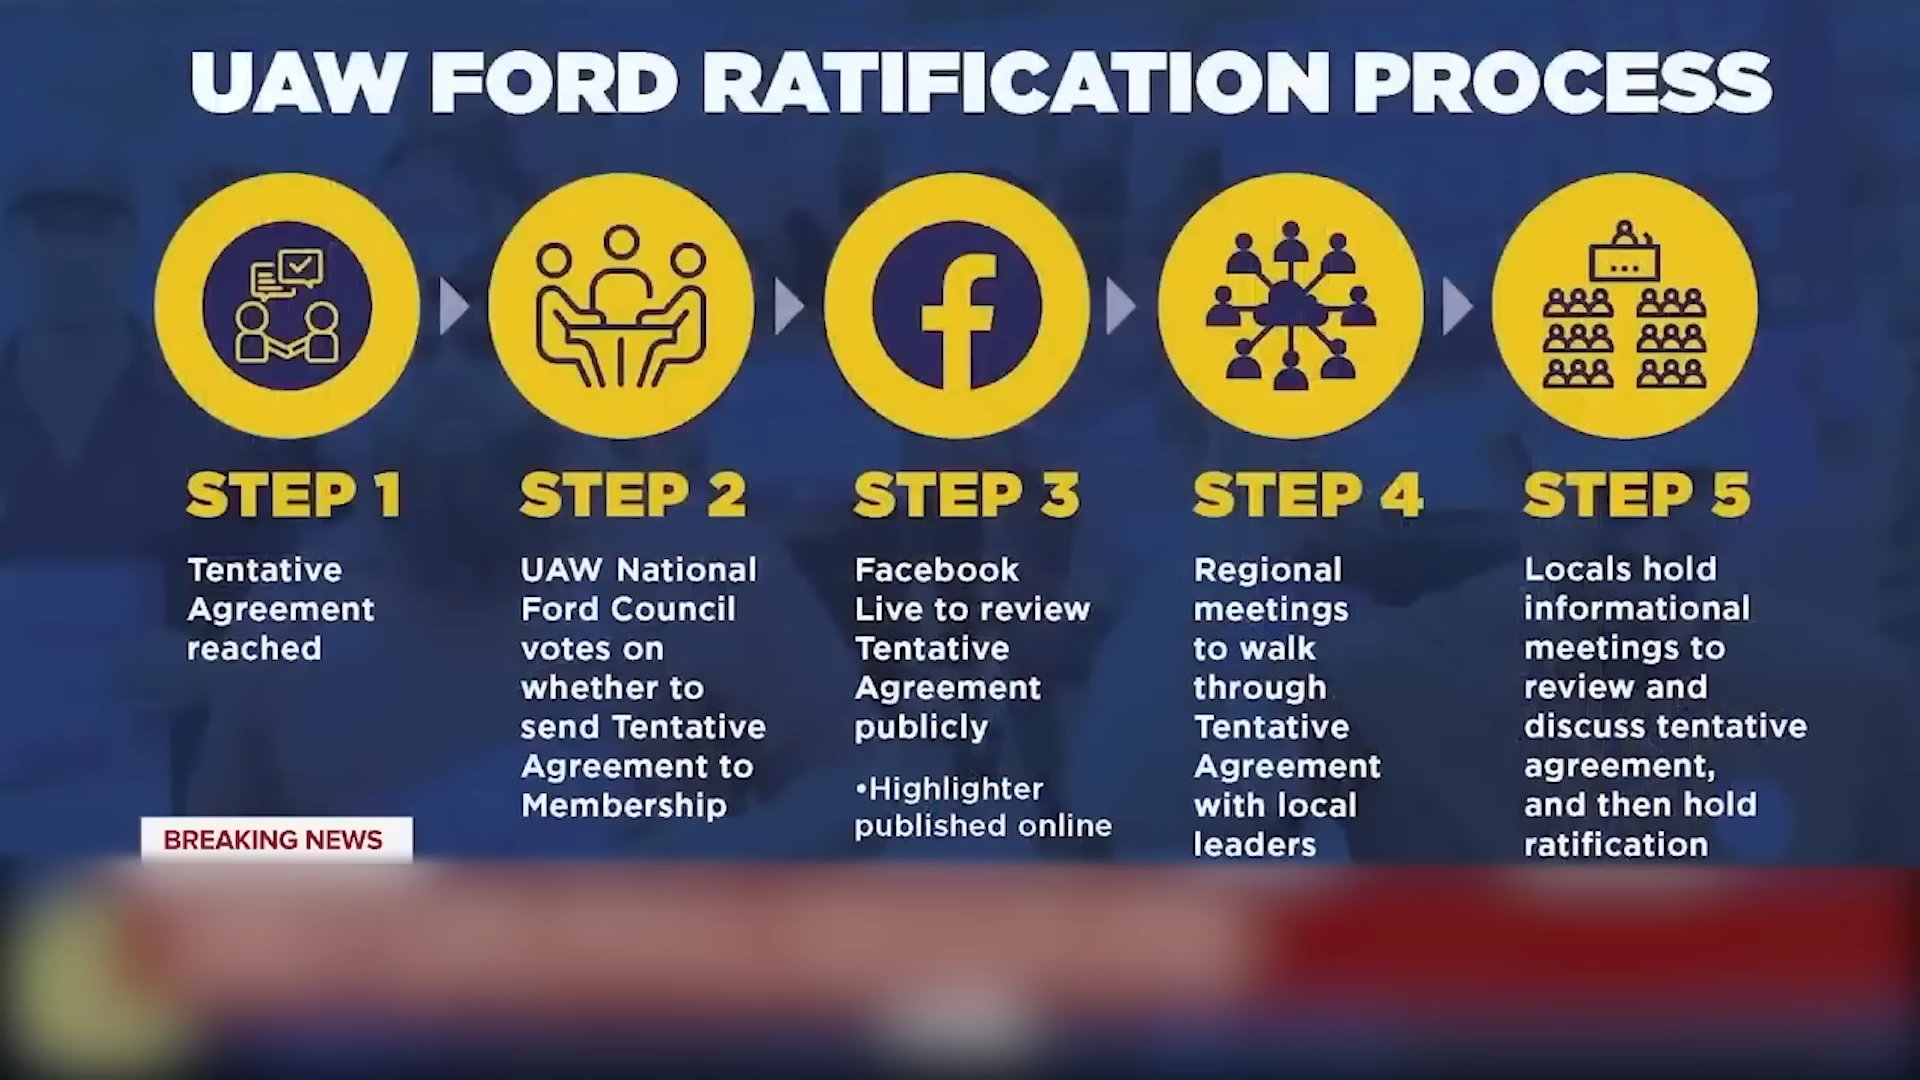 UAW FORD RATIFICATION PROCESS
STEP 1
Tentative
Agreement
reached
STEP 2
UAW National
Ford Council
votes on
whether to
send Tentative
Agreement to
Membership
STEP 3
Facebook
Live to review
Tentative
Agreement
publicly
•Highlighter
published online
STEP 4
Regional
meetings
to walk
through
Tentative
Agreement
with local
leaders
STEP 5
Locals hold
informational
meetings to
review and
discuss tentative
agreement,
and then hold
ratification
BREAKING NEWS